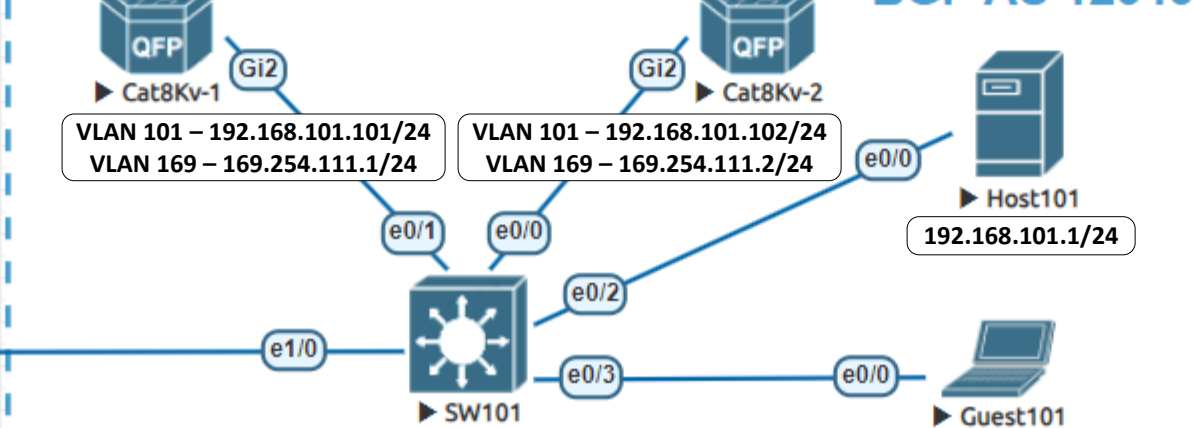 QFP
QFP
Gi2
Gi2
Cat8Kv-1
Cat8Kv-2
VLAN 101 – 192.168.101.101/24
VLAN 169 – 169.254.111.1/24
VLAN 101 – 192.168.101.102/24
VLAN 169 – 169.254.111.2/24
e0/0
Host101
192.168.101.1/24
e0/1
e0/0
e0/2
e1/0
e0/3
e0/0
SW101
Guest101